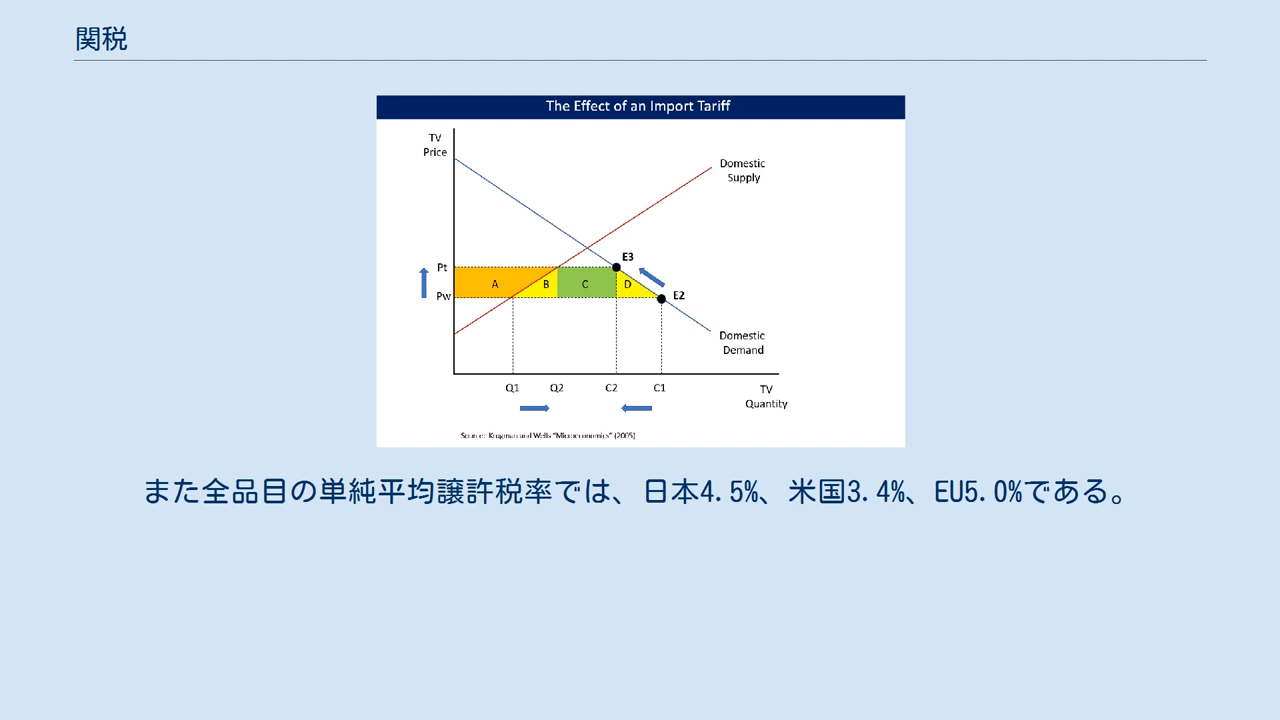 関税
The Effect of an Import Tariff
TV
Price
Domestic
Supply
E3
Pt
A
B
C
D
Pw
E2
Domestic
Demand
Q1
Q2
C2
C1
TV
Quantity
Source: Krugman and Wells "Microeconomics" (2005)
また全品目の単純平均譲許税率では、日本4.5%、米国3.4%、EU5.0%である。